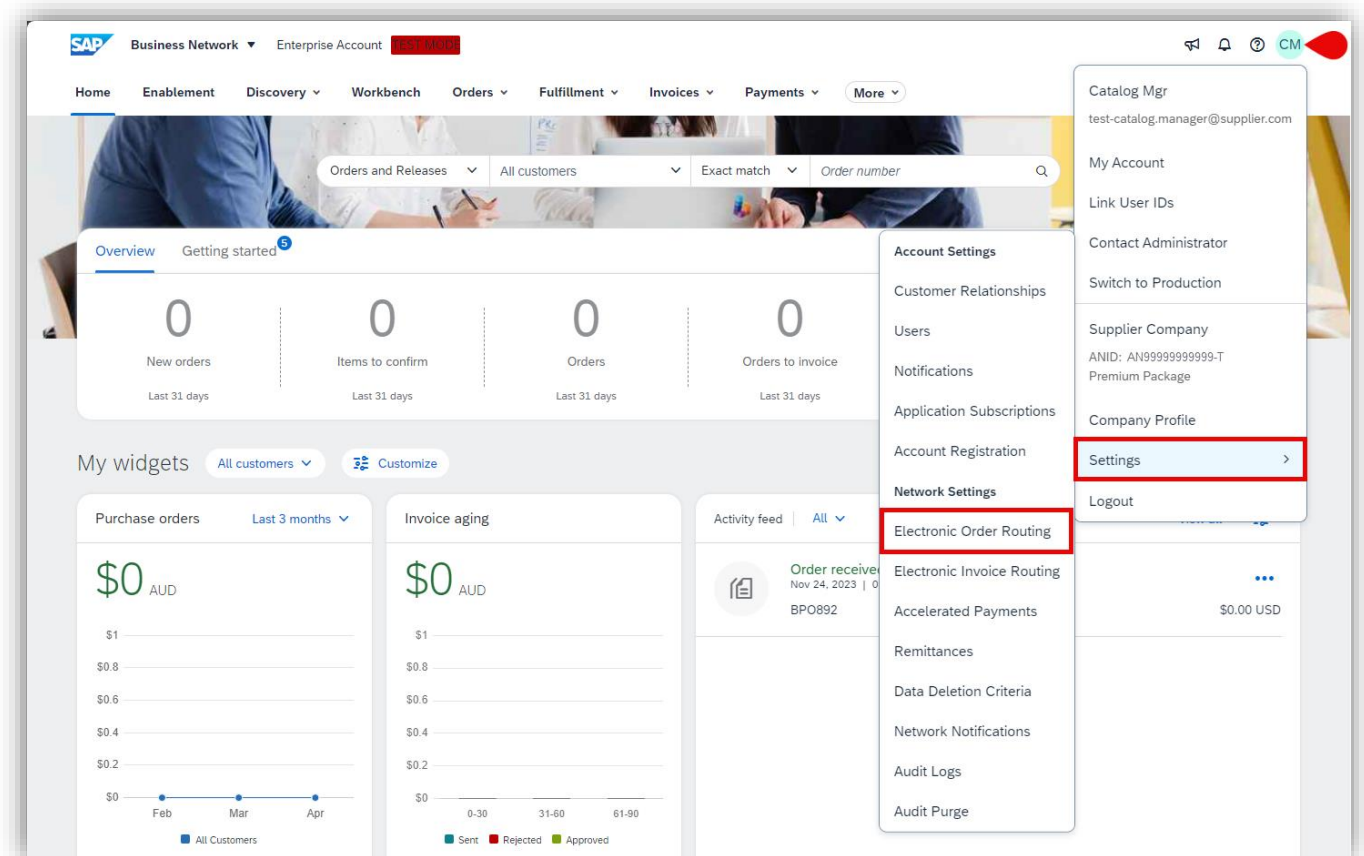 SAP Business Network Enterprise Account TEST MODE
CM
Home Enablement Discovery Workbench Orders Fulfillment Invoices Payments More
Orders and Releases All customers Exact match Order number
Overview Getting started 5
0 0 0 0
New orders Items to confirm Orders Orders to invoice
Last 31 days Last 31 days Last 31 days Last 31 days
My widgets All customers Customize
Purchase orders Last 3 months
$0 AUD
$1
$0.8
$0.6
$0.4
$0.2
$0
Feb Mar Apr
All Customers
Invoice aging
$0 AUD
$1
$0.8
$0.6
$0.4
$0.2
$0
0-30 31-60 61-90
Sent Rejected Approved
Activity feed All
Order received
Nov 24, 2023 | 0
BPO892
$0.00 USD
Account Settings
Customer Relationships
Users
Notifications
Application Subscriptions
Account Registration
Network Settings
Electronic Order Routing
Electronic Invoice Routing
Accelerated Payments
Remittances
Data Deletion Criteria
Network Notifications
Audit Logs
Audit Purge
Catalog Mgr
test-catalog.manager@supplier.com
My Account
Link User IDs
Contact Administrator
Switch to Production
Supplier Company
ANID: AN99999999999-T
Premium Package
Company Profile
Settings
Logout